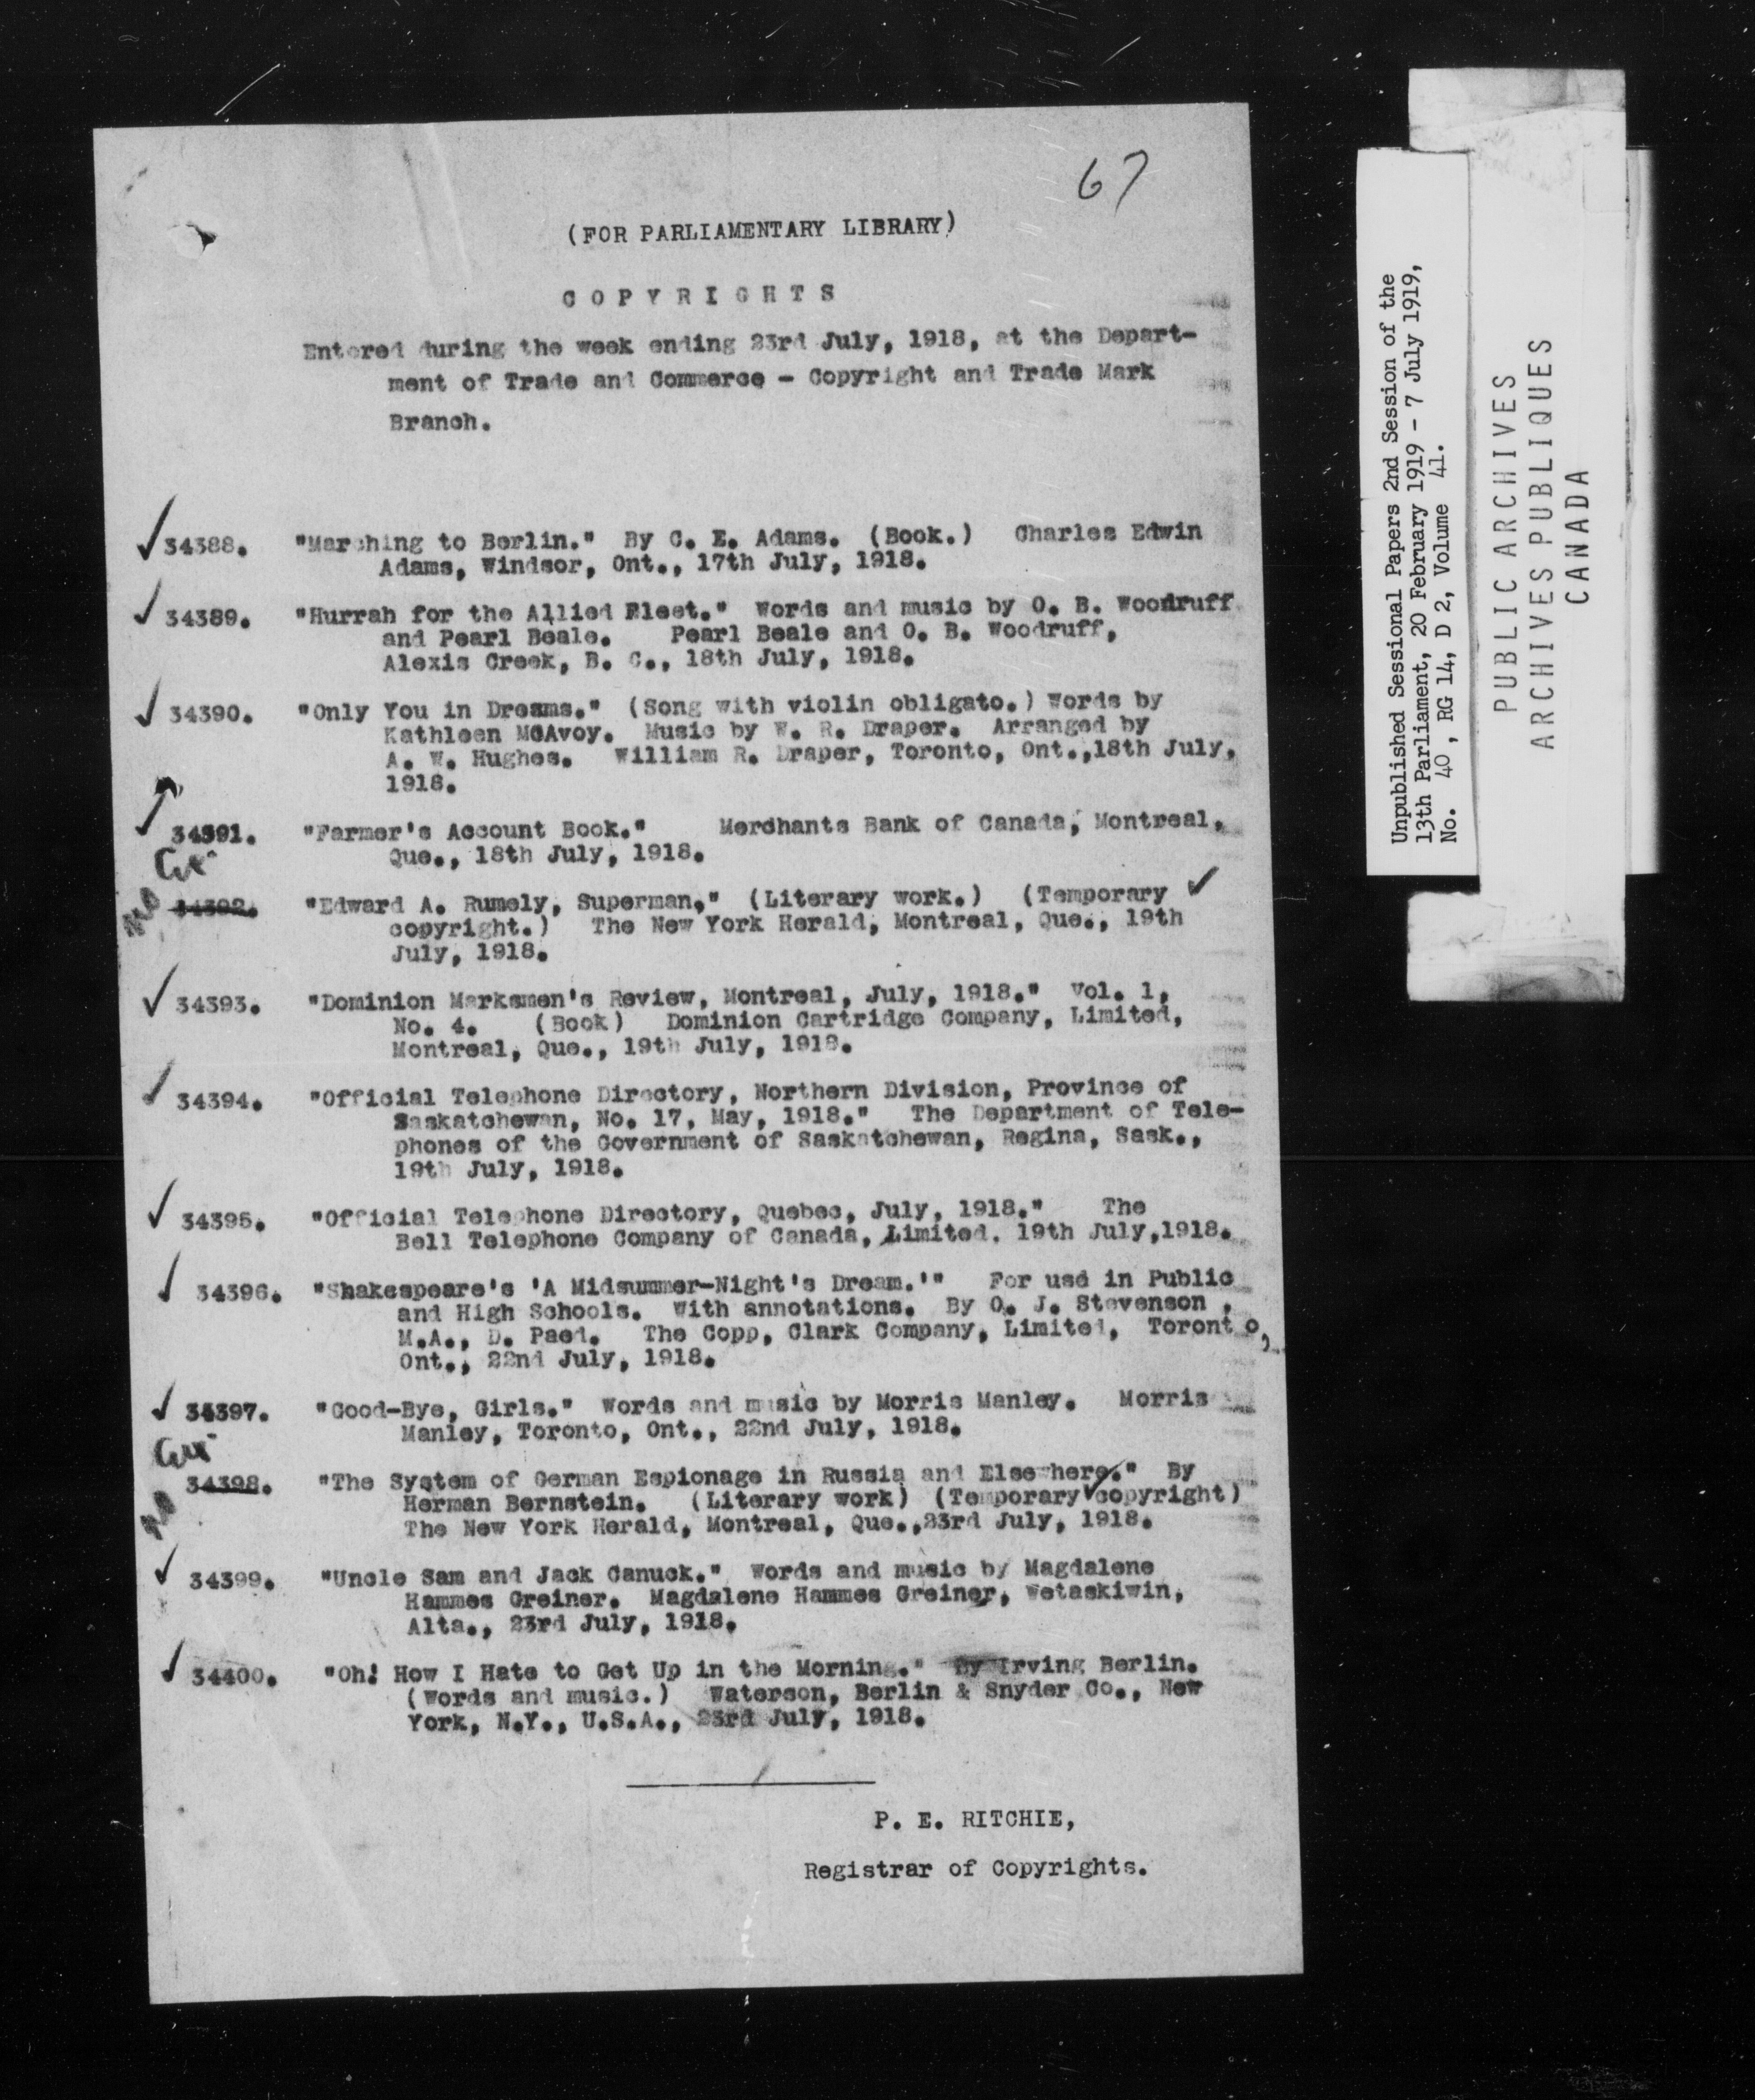 67
(FOR PARLIAMENTARY LIBRARY)
COPYRIGHTS
Entered during the week ending 23rd July, 1918, at the Depart-
ment of Trade and Commerce - Copyright and Trade Mark
Branch.
34388. "Marching to Berlin." By C. E. Adams. (Book.) Charles Edwin
Adams, Windsor, Ont., 17th July, 1918.
34389. "Hurrah for the Allied Fleet." Words and music by O. B. Woodruff
and Pearl Beale. Pearl Beale and O. B. Woodruff,
Alexis Creek, B. C., 18th July, 1918.
34390. "Only You in Dreams." (Song with violin obligato.) Words by
Kathleen McAvoy. Music by W. R. Draper. Arranged by
A. W. Hughes. William R. Draper, Toronto, Ont.,18th July,
1918.
34391. "Farmer's Account Book." Merchants Bank of Canada, Montreal,
Que., 18th July, 1918.
No
34392. "Edward A. Rumely, Superman," (Literary work.) (Temporary
copyright.) The New York Herald, Montreal, Que., 19th
July, 1918.
34393. "Dominion Marksmen's Review, Montreal, July, 1918." Vol. 1,
No. 4. (Book) Dominion Cartridge Company, Limited,
Montreal, Que., 19th July, 1918.
34394. "Official Telephone Directory, Northern Division, Province of
Saskatchewan, No. 17, May, 1918." The Department of Tele-
phones of the Government of Saskatchewan, Regina, Sask.,
19th July, 1918.
34395. "Official Telephone Directory, Quebec, July, 1918." The
Bell Telephone Company of Canada, Limited. 19th July,1918.
34396. "Shakespeare's 'A Midsummer-Night's Dream.'" For use in Public
and High Schools. With annotations. By O. J. Stevenson,
M.A., D. Paed. The Copp, Clark Company, Limited, Toronto,
Ont., 22nd July, 1918.
34397. "Good-Bye, Girls." Words and music by Morris Manley. Morris
Manley, Toronto, Ont., 22nd July, 1918.
No
34398. "The System of German Espionage in Russia and Elsewhere." By
Herman Bernstein. (Literary work) (Temporary copyright)
The New York Herald, Montreal, Que.,23rd July, 1918.
34399. "Uncle Sam and Jack Canuck." Words and music by Magdalene
Hammes Greiner. Magdalene Hammes Greiner, Wetaskiwin,
Alta., 23rd July, 1918.
34400. "Oh! How I Hate to Get Up in the Morning." By Irving Berlin.
(Words and music.) Waterson, Berlin & Snyder Co., New
York, N.Y., U.S.A., 23rd July, 1918.
P. E. RITCHIE,
Registrar of Copyrights.
Unpublished Sessional Papers 2nd Session of the
13th Parliament, 20 February 1919 - 7 July 1919,
No. 40 , RG 14, D 2, Volume 41.
PUBLIC ARCHIVES
ARCHIVES PUBLIQUES
CANADA